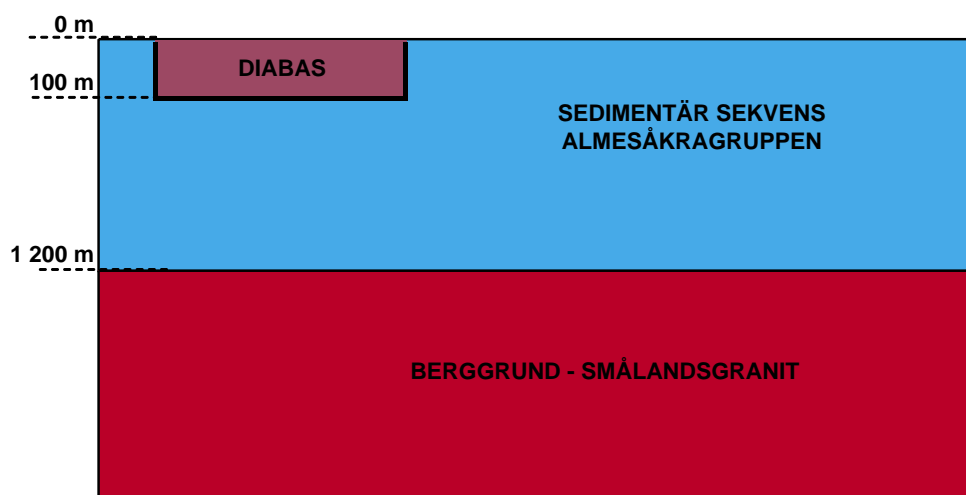 0 m
DIABAS
100 m
SEDIMENTÄR SEKVENS
ALMESÅKRAGRUPPEN
1 200 m
BERGGRUND - SMÅLANDSGRANIT